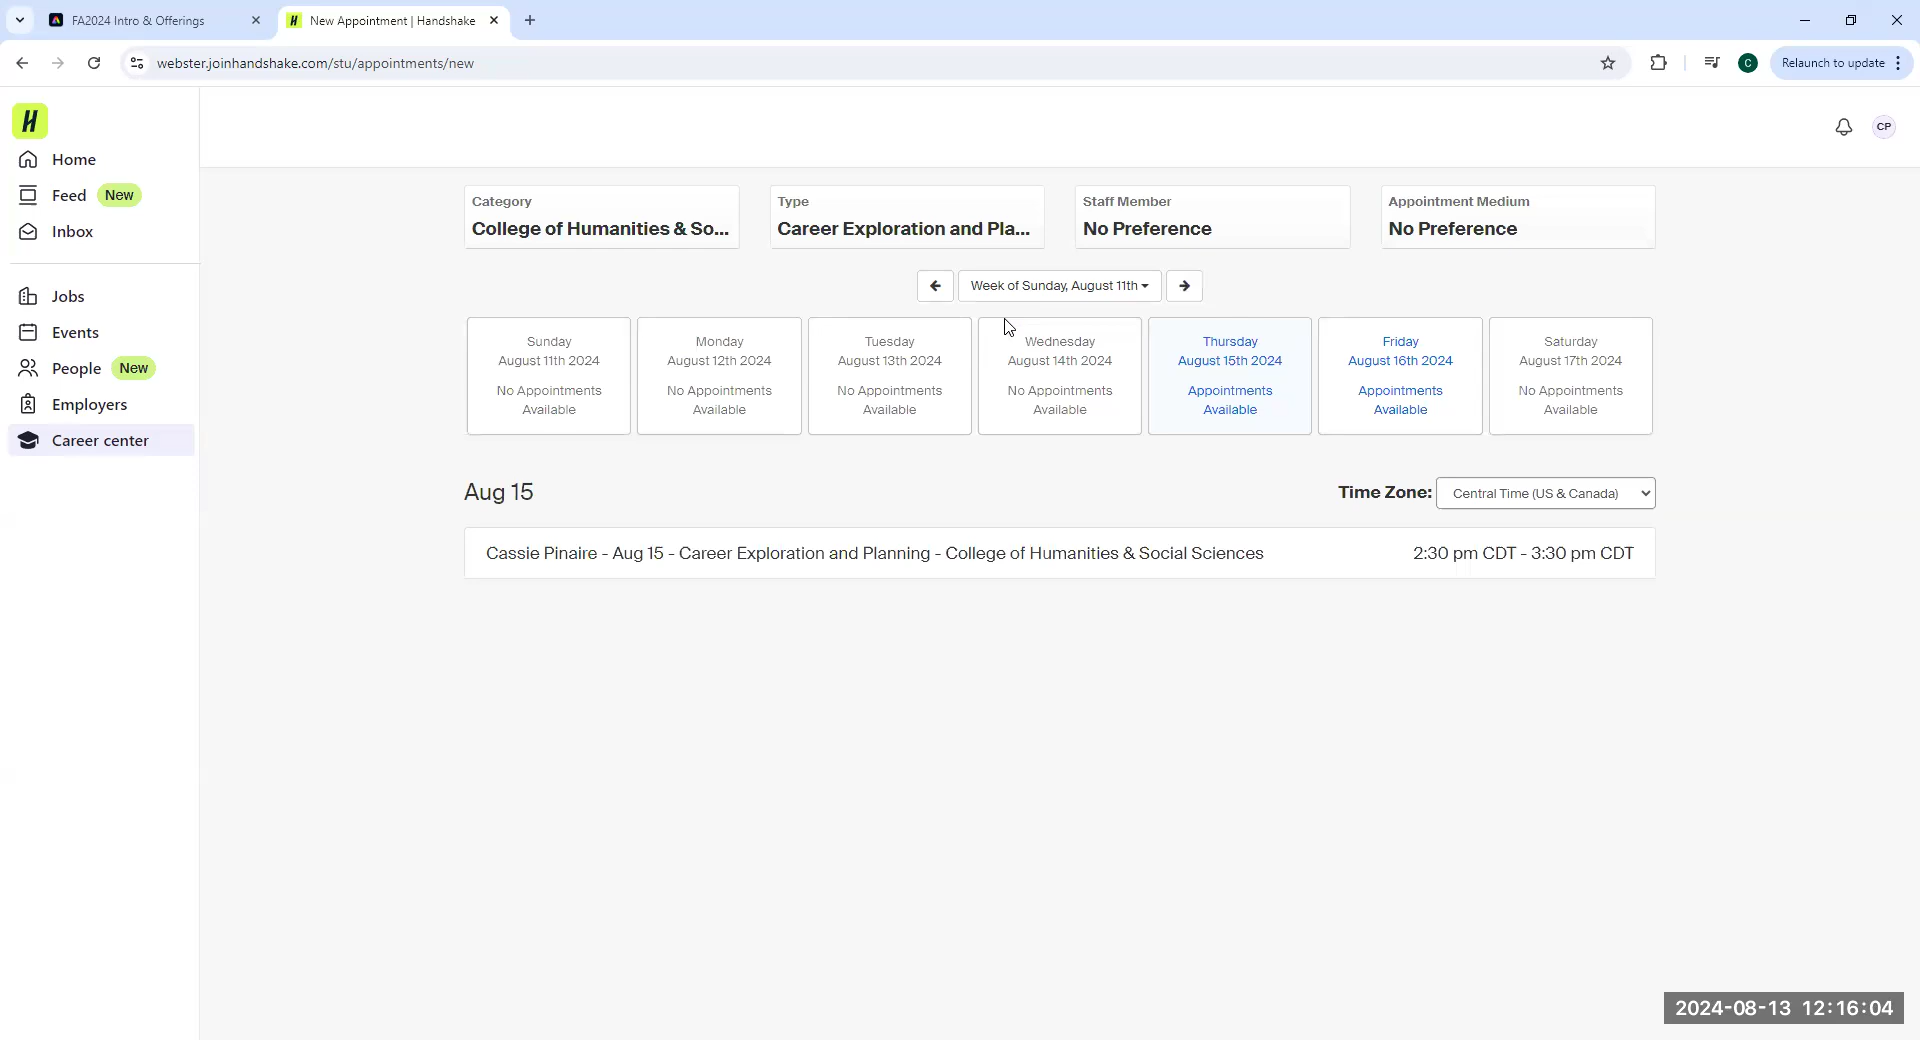 FA2024 Intro & Offerings
New Appointment | Handshake
webster.joinhandshake.com/stu/appointments/new
C
Relaunch to update
H
Home
Feed New
Inbox
Jobs
Events
People New
Employers
Career center
CP
Category
College of Humanities & So...
Type
Career Exploration and Pla...
Staff Member
No Preference
Appointment Medium
No Preference
Week of Sunday, August 11th
Sunday
August 11th 2024
No Appointments
Available
Monday
August 12th 2024
No Appointments
Available
Tuesday
August 13th 2024
No Appointments
Available
Wednesday
August 14th 2024
No Appointments
Available
Thursday
August 15th 2024
Appointments
Available
Friday
August 16th 2024
Appointments
Available
Saturday
August 17th 2024
No Appointments
Available
Aug 15
Time Zone: Central Time (US & Canada)
Cassie Pinaire - Aug 15 - Career Exploration and Planning - College of Humanities & Social Sciences 2:30 pm CDT - 3:30 pm CDT
2024-08-13 12:16:04